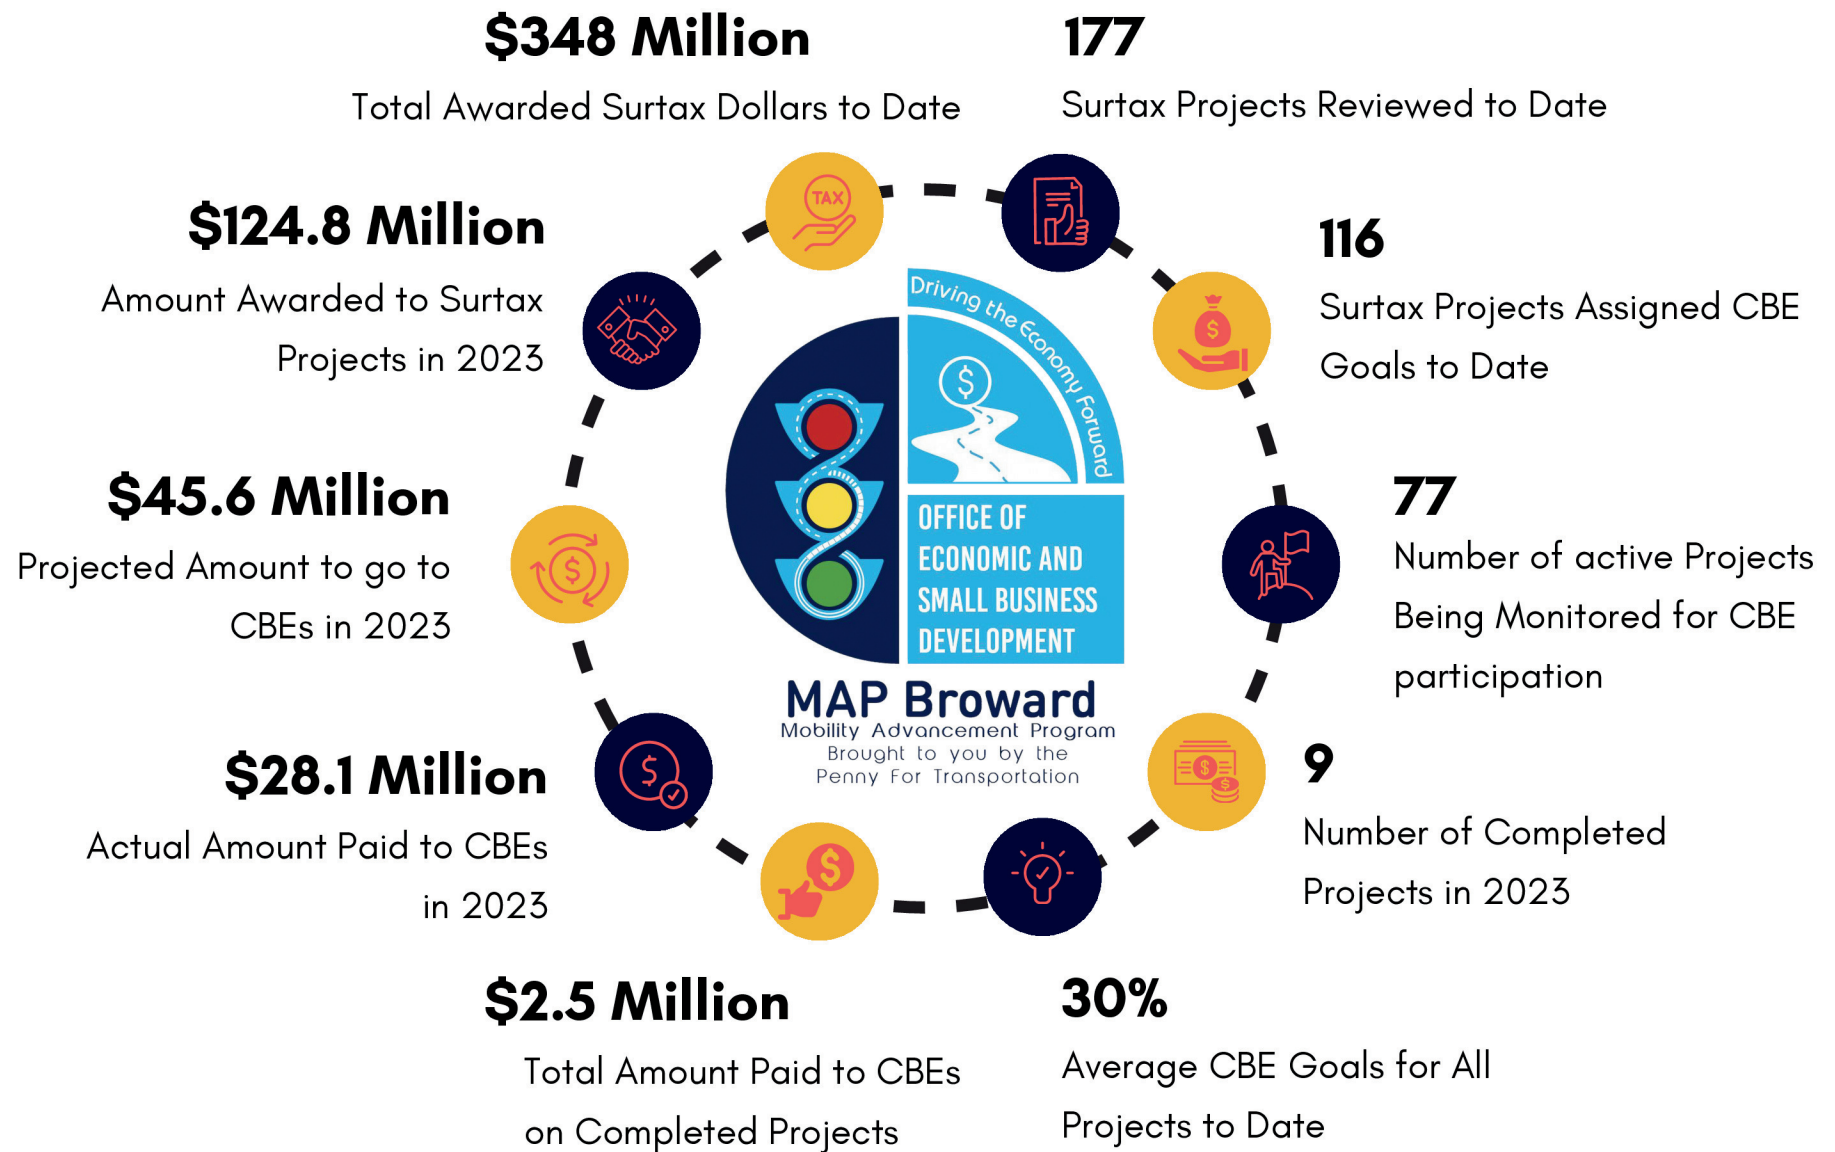 $348 Million
Total Awarded Surtax Dollars to Date
177
Surtax Projects Reviewed to Date
$124.8 Million
Amount Awarded to Surtax
Projects in 2023
TAX
116
Surtax Projects Assigned CBE
Goals to Date
$
$45.6 Million
Projected Amount to go to
CBEs in 2023
$
77
Number of active Projects
Being Monitored for CBE
participation
Driving the Economy Forward
$
OFFICE OF
ECONOMIC AND
SMALL BUSINESS
DEVELOPMENT
MAP Broward
Mobility Advancement Program
Brought to you by the
Penny For Transportation
$28.1 Million
Actual Amount Paid to CBEs
in 2023
$
9
Number of Completed
Projects in 2023
$
$
$2.5 Million
Total Amount Paid to CBEs
on Completed Projects
$
30%
Average CBE Goals for All
Projects to Date